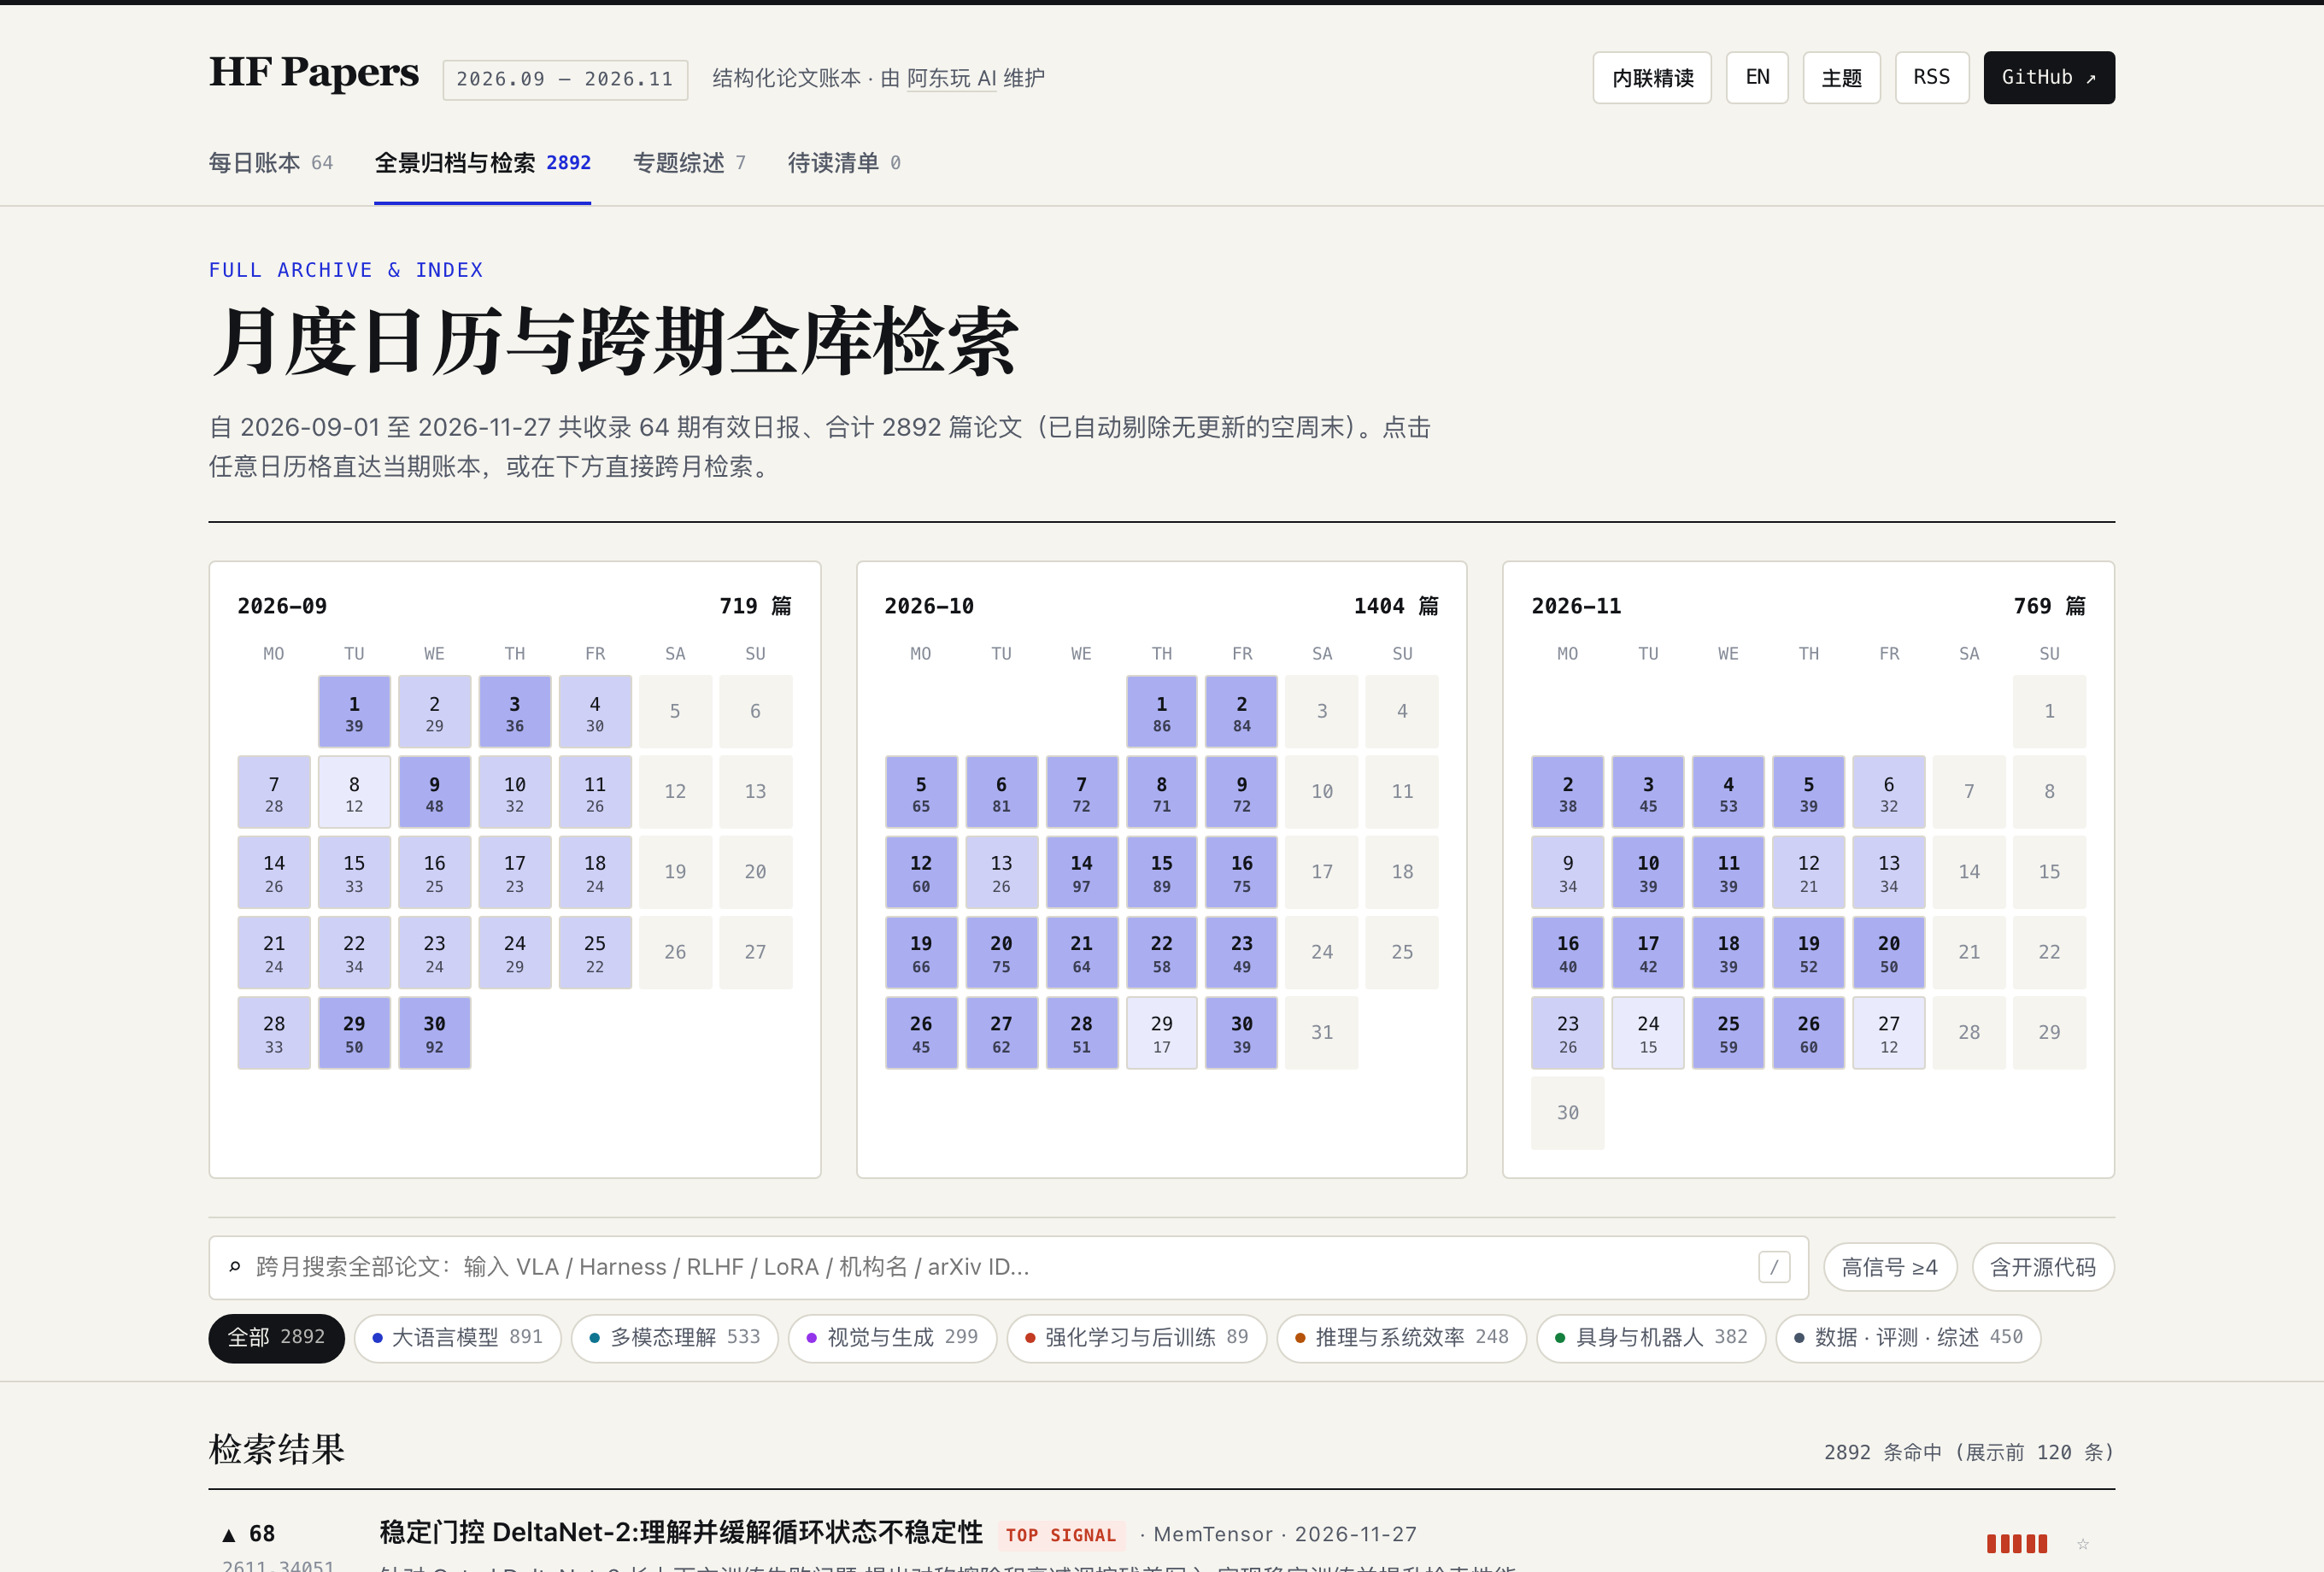 HF Papers 2026.09 — 2026.11 结构化论文账本 · 由 阿东玩 AI 维护 内联精读 EN 主题 RSS GitHub ↗
每日账本 64 全景归档与检索 2892 专题综述 7 待读清单 0
FULL ARCHIVE & INDEX
月度日历与跨期全库检索
自 2026-09-01 至 2026-11-27 共收录 64 期有效日报、合计 2892 篇论文（已自动剔除无更新的空周末）。点击
任意日历格直达当期账本，或在下方直接跨月检索。
2026-09 719 篇
MO TU WE TH FR SA SU
1 2 3 4 5 6
39 29 36 30
7 8 9 10 11 12 13
28 12 48 32 26
14 15 16 17 18 19 20
26 33 25 23 24
21 22 23 24 25 26 27
24 34 24 29 22
28 29 30
33 50 92
2026-10 1404 篇
MO TU WE TH FR SA SU
1 2 3 4
86 84
5 6 7 8 9 10 11
65 81 72 71 72
12 13 14 15 16 17 18
60 26 97 89 75
19 20 21 22 23 24 25
66 75 64 58 49
26 27 28 29 30 31
45 62 51 17 39
2026-11 769 篇
MO TU WE TH FR SA SU
1
2 3 4 5 6 7 8
38 45 53 39 32
9 10 11 12 13 14 15
34 39 39 21 34
16 17 18 19 20 21 22
40 42 39 52 50
23 24 25 26 27 28 29
26 15 59 60 12
30
跨月搜索全部论文：输入 VLA / Harness / RLHF / LoRA / 机构名 / arXiv ID... / 高信号 ≥4 含开源代码
全部 2892 大语言模型 891 多模态理解 533 视觉与生成 299 强化学习与后训练 89 推理与系统效率 248 具身与机器人 382 数据 · 评测 · 综述 450
检索结果 2892 条命中 (展示前 120 条)
▲ 68 稳定门控 DeltaNet-2:理解并缓解循环状态不稳定性 TOP SIGNAL · MemTensor · 2026-11-27 ☆